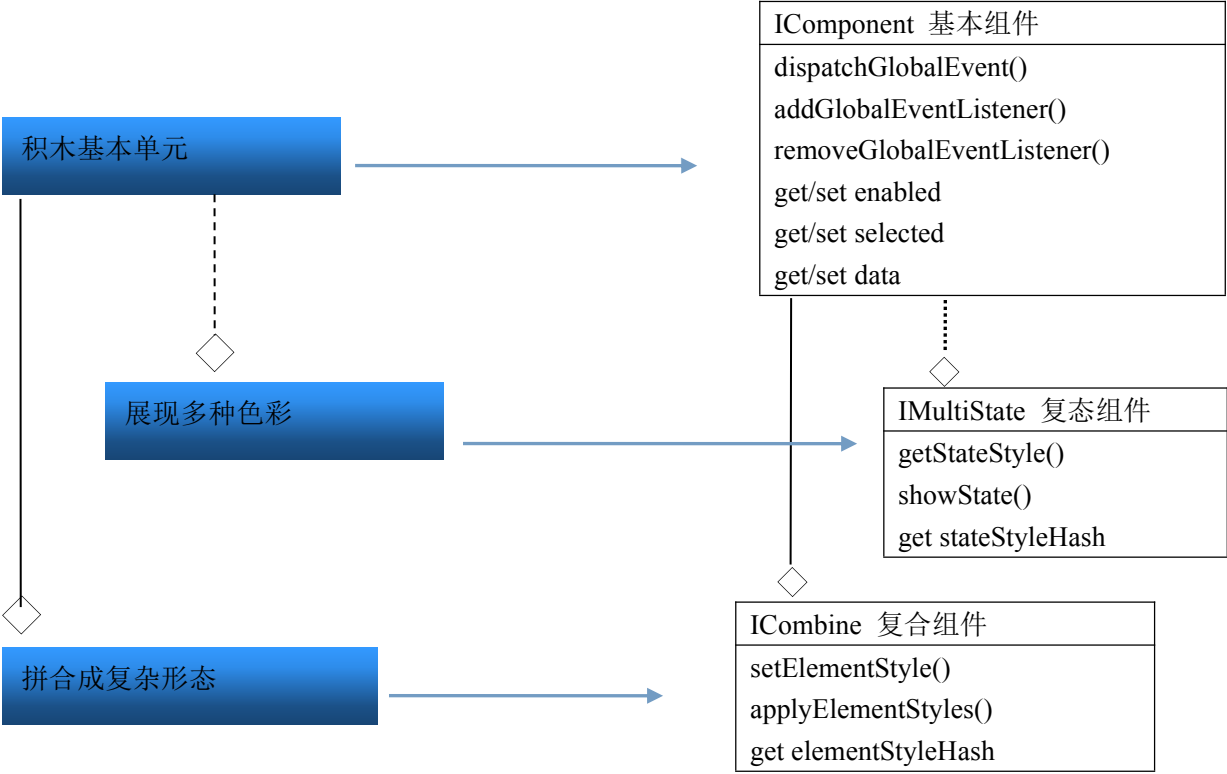 IComponent 基本组件
dispatchGlobalEvent()
addGlobalEventListener()
removeGlobalEventListener()
get/set enabled
get/set selected
get/set data
积木基本单元
展现多种色彩
IMultiState 复态组件
getStateStyle()
showState()
get stateStyleHash
ICombine 复合组件
setElementStyle()
applyElementStyles()
get elementStyleHash
拼合成复杂形态